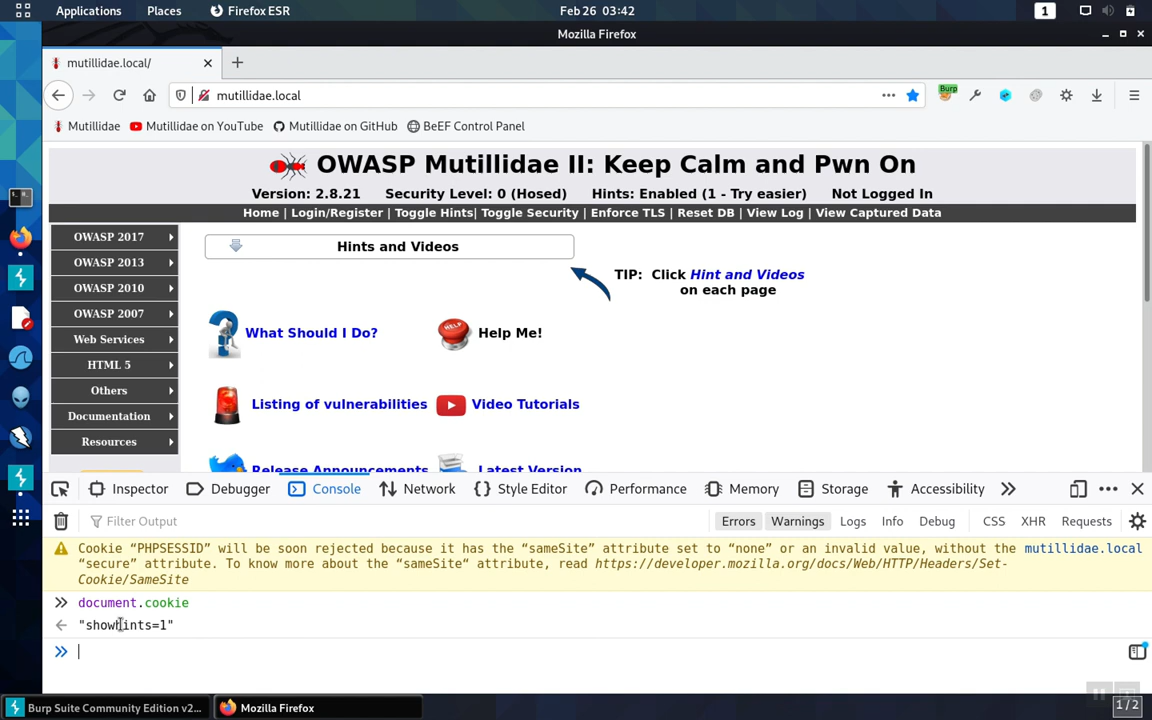 Applications Places Firefox ESR Feb 26 03:42 1
Mozilla Firefox
mutillidae.local/
mutillidae.local Burp
Mutillidae Mutillidae on YouTube Mutillidae on GitHub BeEF Control Panel
OWASP Mutillidae II: Keep Calm and Pwn On
Version: 2.8.21 Security Level: 0 (Hosed) Hints: Enabled (1 - Try easier) Not Logged In
Home | Login/Register | Toggle Hints| Toggle Security | Enforce TLS | Reset DB | View Log | View Captured Data
OWASP 2017
OWASP 2013
OWASP 2010
OWASP 2007
Web Services
HTML 5
Others
Documentation
Resources
Hints and Videos
TIP: Click Hint and Videos
on each page
What Should I Do? HELP Help Me!
Listing of vulnerabilities Video Tutorials
Release Announcements Latest Version
Inspector Debugger Console Network Style Editor Performance Memory Storage Accessibility
Filter Output Errors Warnings Logs Info Debug CSS XHR Requests
Cookie “PHPSESSID” will be soon rejected because it has the “sameSite” attribute set to “none” or an invalid value, without the mutillidae.local
“secure” attribute. To know more about the “sameSite“ attribute, read https://developer.mozilla.org/docs/Web/HTTP/Headers/Set-
Cookie/SameSite
document.cookie
"showhints=1"
Burp Suite Community Edition v2... Mozilla Firefox 1/2